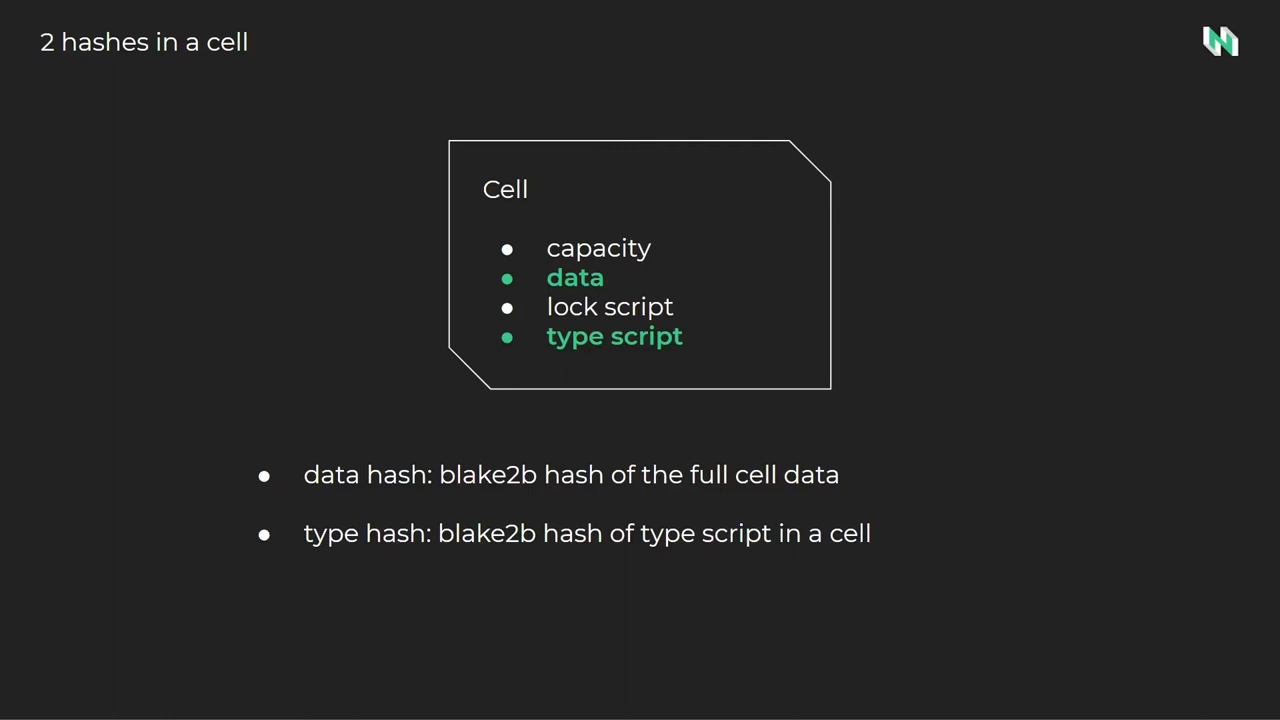 2 hashes in a cell
Cell
● capacity
● data
● lock script
● type script
● data hash: blake2b hash of the full cell data
● type hash: blake2b hash of type script in a cell